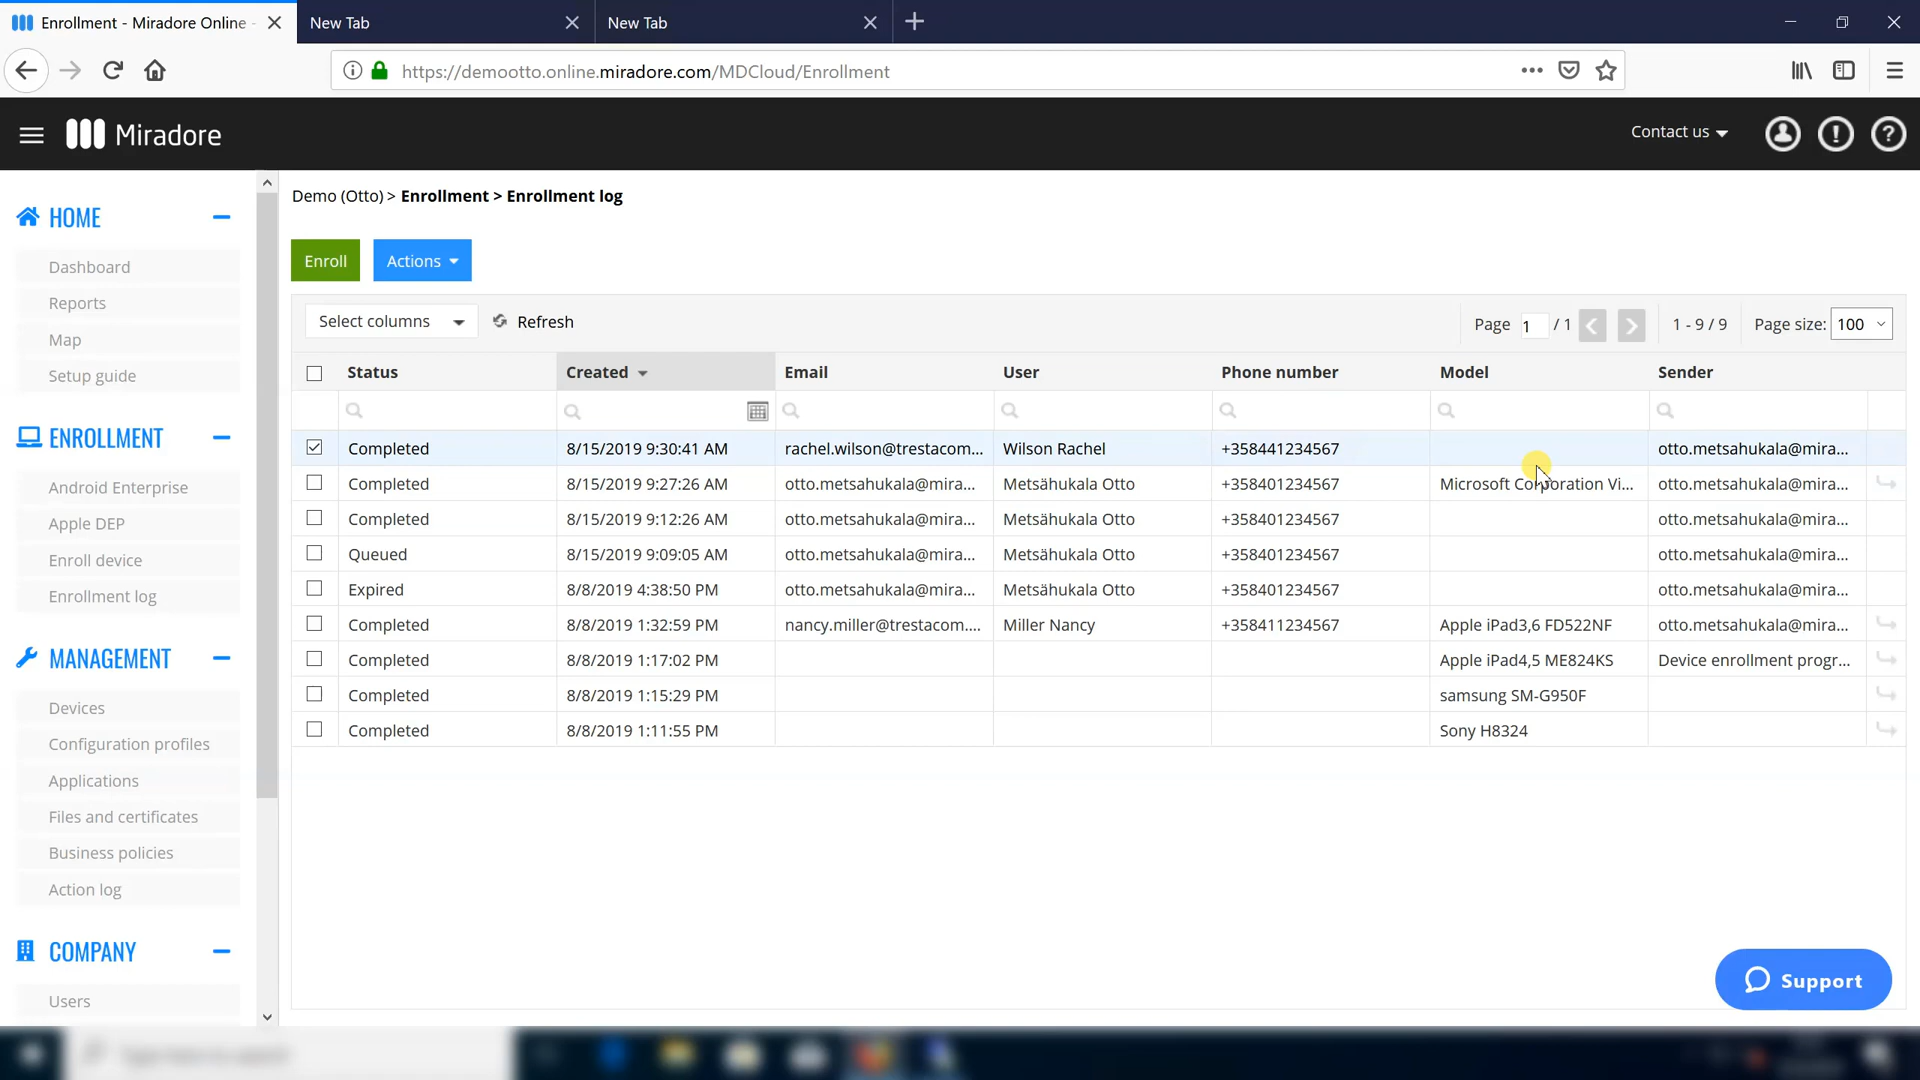 Enrollment - Miradore Online -
New Tab
New Tab
https://demootto.online.miradore.com/MDCloud/Enrollment
Miradore
Contact us
HOME
Dashboard
Reports
Map
Setup guide
ENROLLMENT
Android Enterprise
Apple DEP
Enroll device
Enrollment log
MANAGEMENT
Devices
Configuration profiles
Applications
Files and certificates
Business policies
Action log
COMPANY
Users
Demo (Otto) > Enrollment > Enrollment log
Enroll Actions
Select columns Refresh Page 1 / 1 1 - 9 / 9 Page size: 100
Status Created Email User Phone number Model Sender
Completed 8/15/2019 9:30:41 AM rachel.wilson@trestacom... Wilson Rachel +358441234567 otto.metsahukala@mira...
Completed 8/15/2019 9:27:26 AM otto.metsahukala@mira... Metsähukala Otto +358401234567 Microsoft Corporation Vi... otto.metsahukala@mira...
Completed 8/15/2019 9:12:26 AM otto.metsahukala@mira... Metsähukala Otto +358401234567 otto.metsahukala@mira...
Queued 8/15/2019 9:09:05 AM otto.metsahukala@mira... Metsähukala Otto +358401234567 otto.metsahukala@mira...
Expired 8/8/2019 4:38:50 PM otto.metsahukala@mira... Metsähukala Otto +358401234567 otto.metsahukala@mira...
Completed 8/8/2019 1:32:59 PM nancy.miller@trestacom.... Miller Nancy +358411234567 Apple iPad3,6 FD522NF otto.metsahukala@mira...
Completed 8/8/2019 1:17:02 PM Apple iPad4,5 ME824KS Device enrollment progr...
Completed 8/8/2019 1:15:29 PM samsung SM-G950F
Completed 8/8/2019 1:11:55 PM Sony H8324
Support
Type here to search